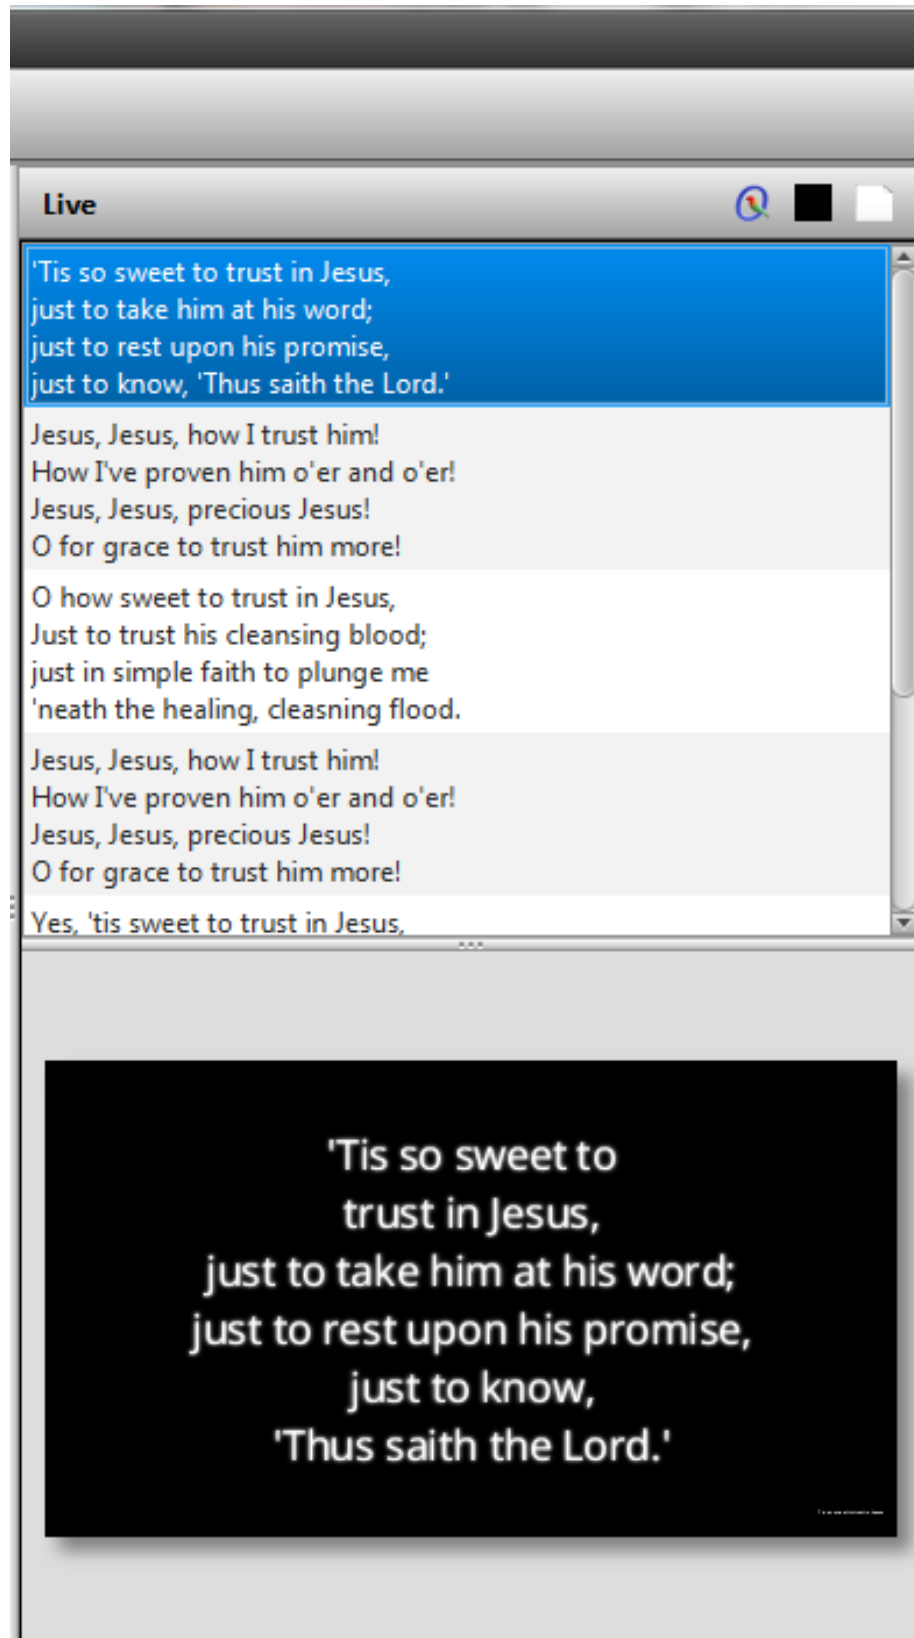 Live
'Tis so sweet to trust in Jesus,
just to take him at his word;
just to rest upon his promise,
just to know, 'Thus saith the Lord.'
Jesus, Jesus, how I trust him!
How I've proven him o'er and o'er!
Jesus, Jesus, precious Jesus!
O for grace to trust him more!
O how sweet to trust in Jesus,
Just to trust his cleansing blood;
just in simple faith to plunge me
'neath the healing, cleasning flood.
Jesus, Jesus, how I trust him!
How I've proven him o'er and o'er!
Jesus, Jesus, precious Jesus!
O for grace to trust him more!
Yes, 'tis sweet to trust in Jesus,
'Tis so sweet to
trust in Jesus,
just to take him at his word;
just to rest upon his promise,
just to know,
'Thus saith the Lord.'